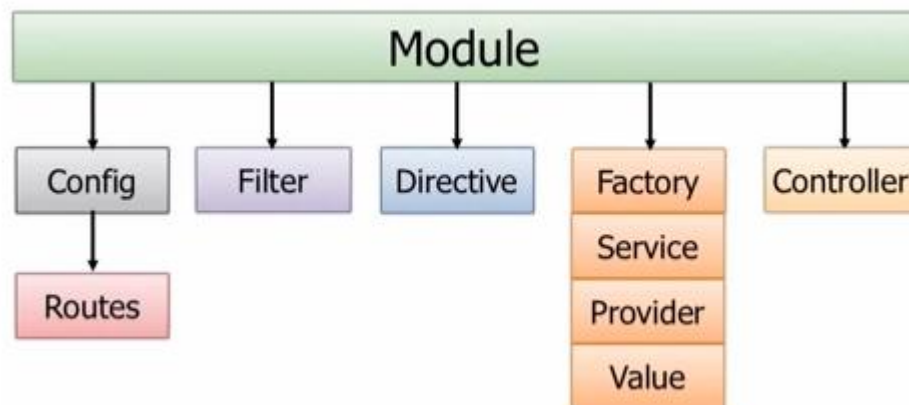 Module
Config
Filter
Directive
Factory
Controller
Service
Routes
Provider
Value